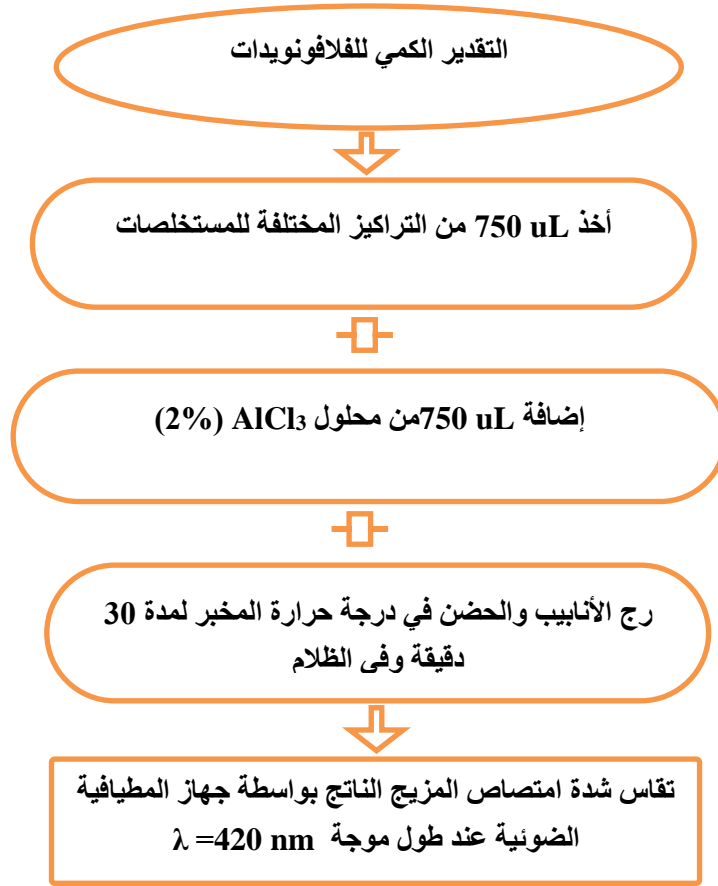 التقدير الكمي للفلافونويدات
أخذ 750 uL من التراكيز المختلفة للمستخلصات
إضافة 750 uLمن محلول AlCl₃ (2%)
رج الأنابيب والحضن في درجة حرارة المخبر لمدة 30
دقيقة وفى الظلام
تقاس شدة امتصاص المزيج الناتج بواسطة جهاز المطيافية
الضوئية عند طول موجة λ =420 nm